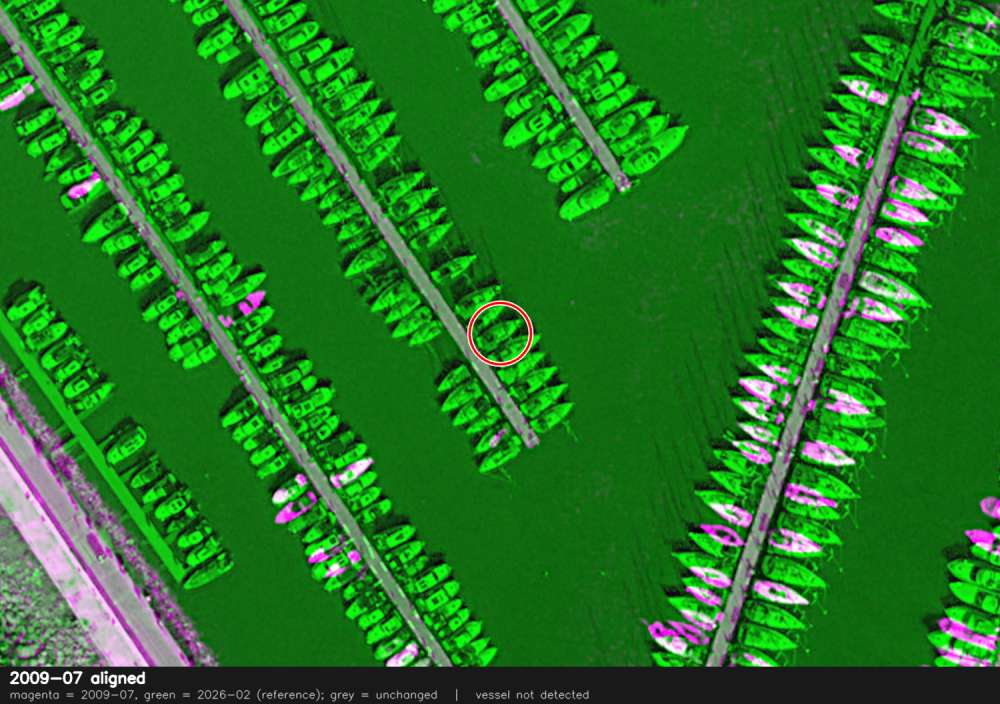 2009-07 aligned
magenta = 2009-07, green = 2026-02 (reference); grey = unchanged | vessel not detected